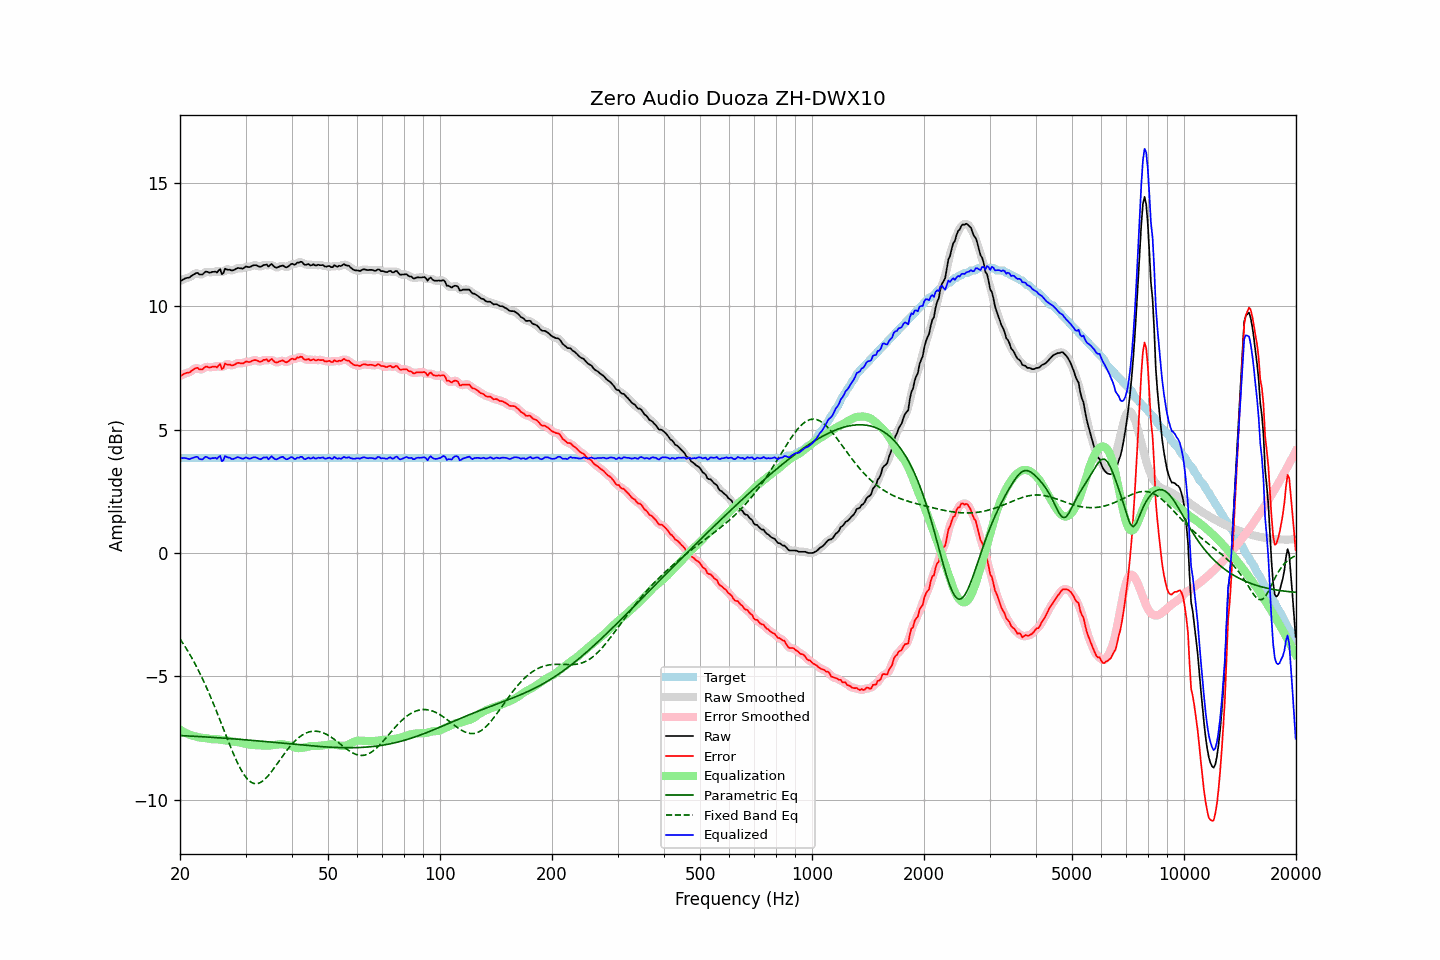 Zero Audio Duoza ZH-DWX10
Amplitude (dBr)
15
10
5
0
−5
−10
Target
Raw Smoothed
Error Smoothed
Raw
Error
Equalization
Parametric Eq
Fixed Band Eq
Equalized
20 50 100 200 500 1000 2000 5000 10000 20000
Frequency (Hz)